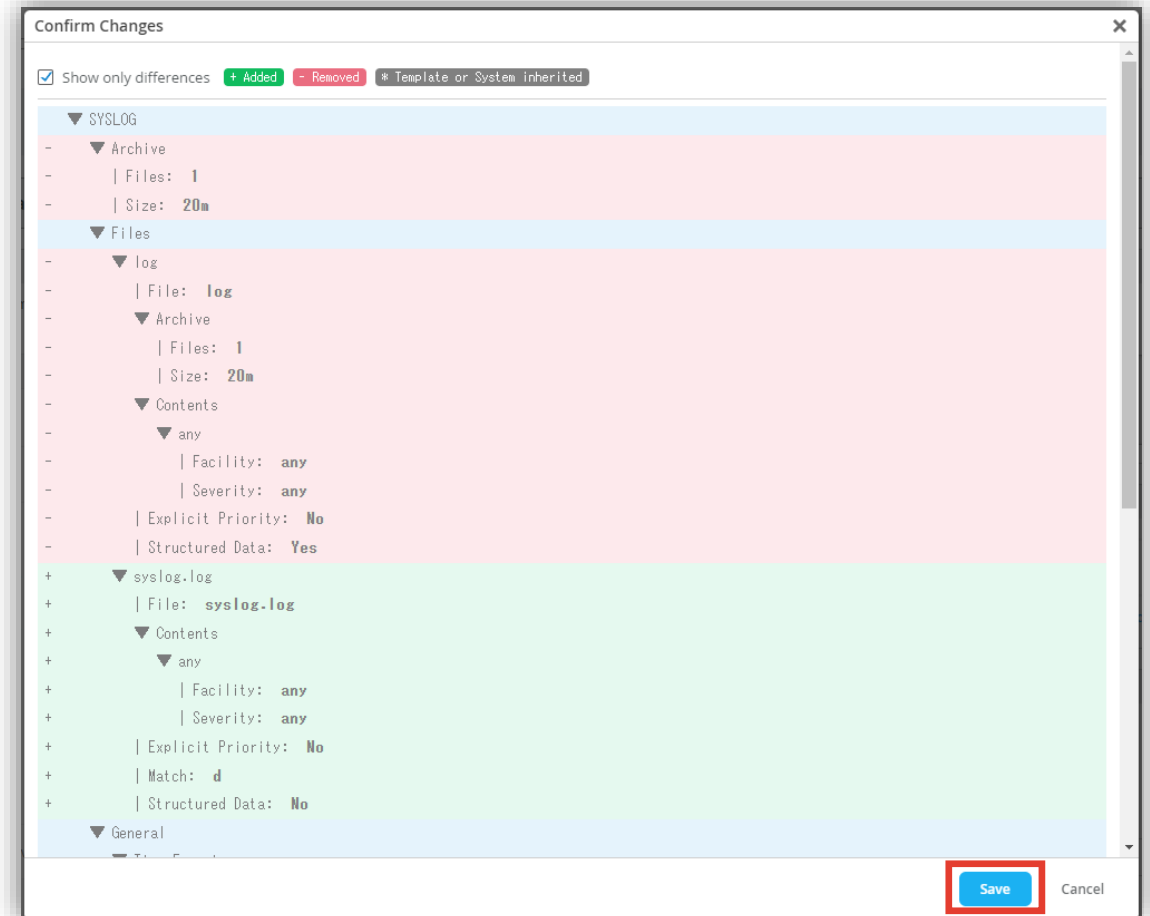 Confirm Changes ×
Show only differences + Added - Removed * Template or System inherited
▼ SYSLOG
- ▼ Archive
- | Files: 1
- | Size: 20m
▼ Files
- ▼ log
- | File: log
- ▼ Archive
- | Files: 1
- | Size: 20m
- ▼ Contents
- ▼ any
- | Facility: any
- | Severity: any
- | Explicit Priority: No
- | Structured Data: Yes
+ ▼ syslog.log
+ | File: syslog.log
+ ▼ Contents
+ ▼ any
+ | Facility: any
+ | Severity: any
+ | Explicit Priority: No
+ | Match: d
+ | Structured Data: No
▼ General
Save Cancel